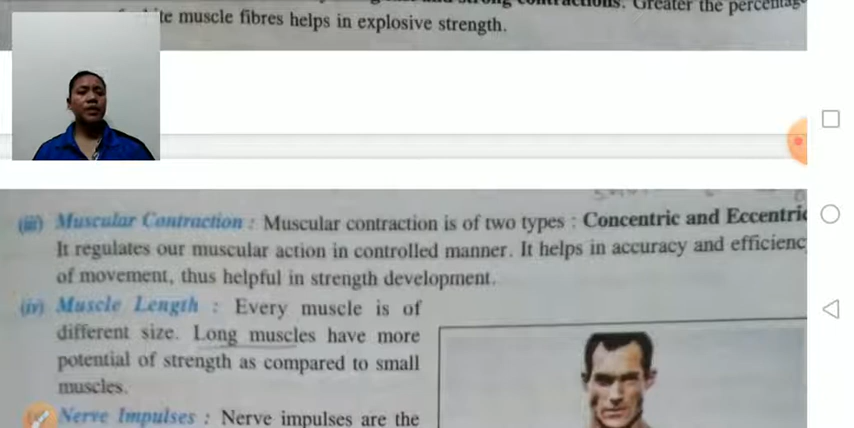 contractions. Greater the
muscle fibres helps in explosive strength.
(iii) Muscular Contraction : Muscular contraction is of two types : Concentric and
It regulates our muscular action in controlled manner. It helps in accuracy and
of movement, thus helpful in strength development.
(iv) Muscle Length : Every muscle is of
different size. Long muscles have more
potential of strength as compared to small
muscles.
Nerve Impulses : Nerve impulses are the